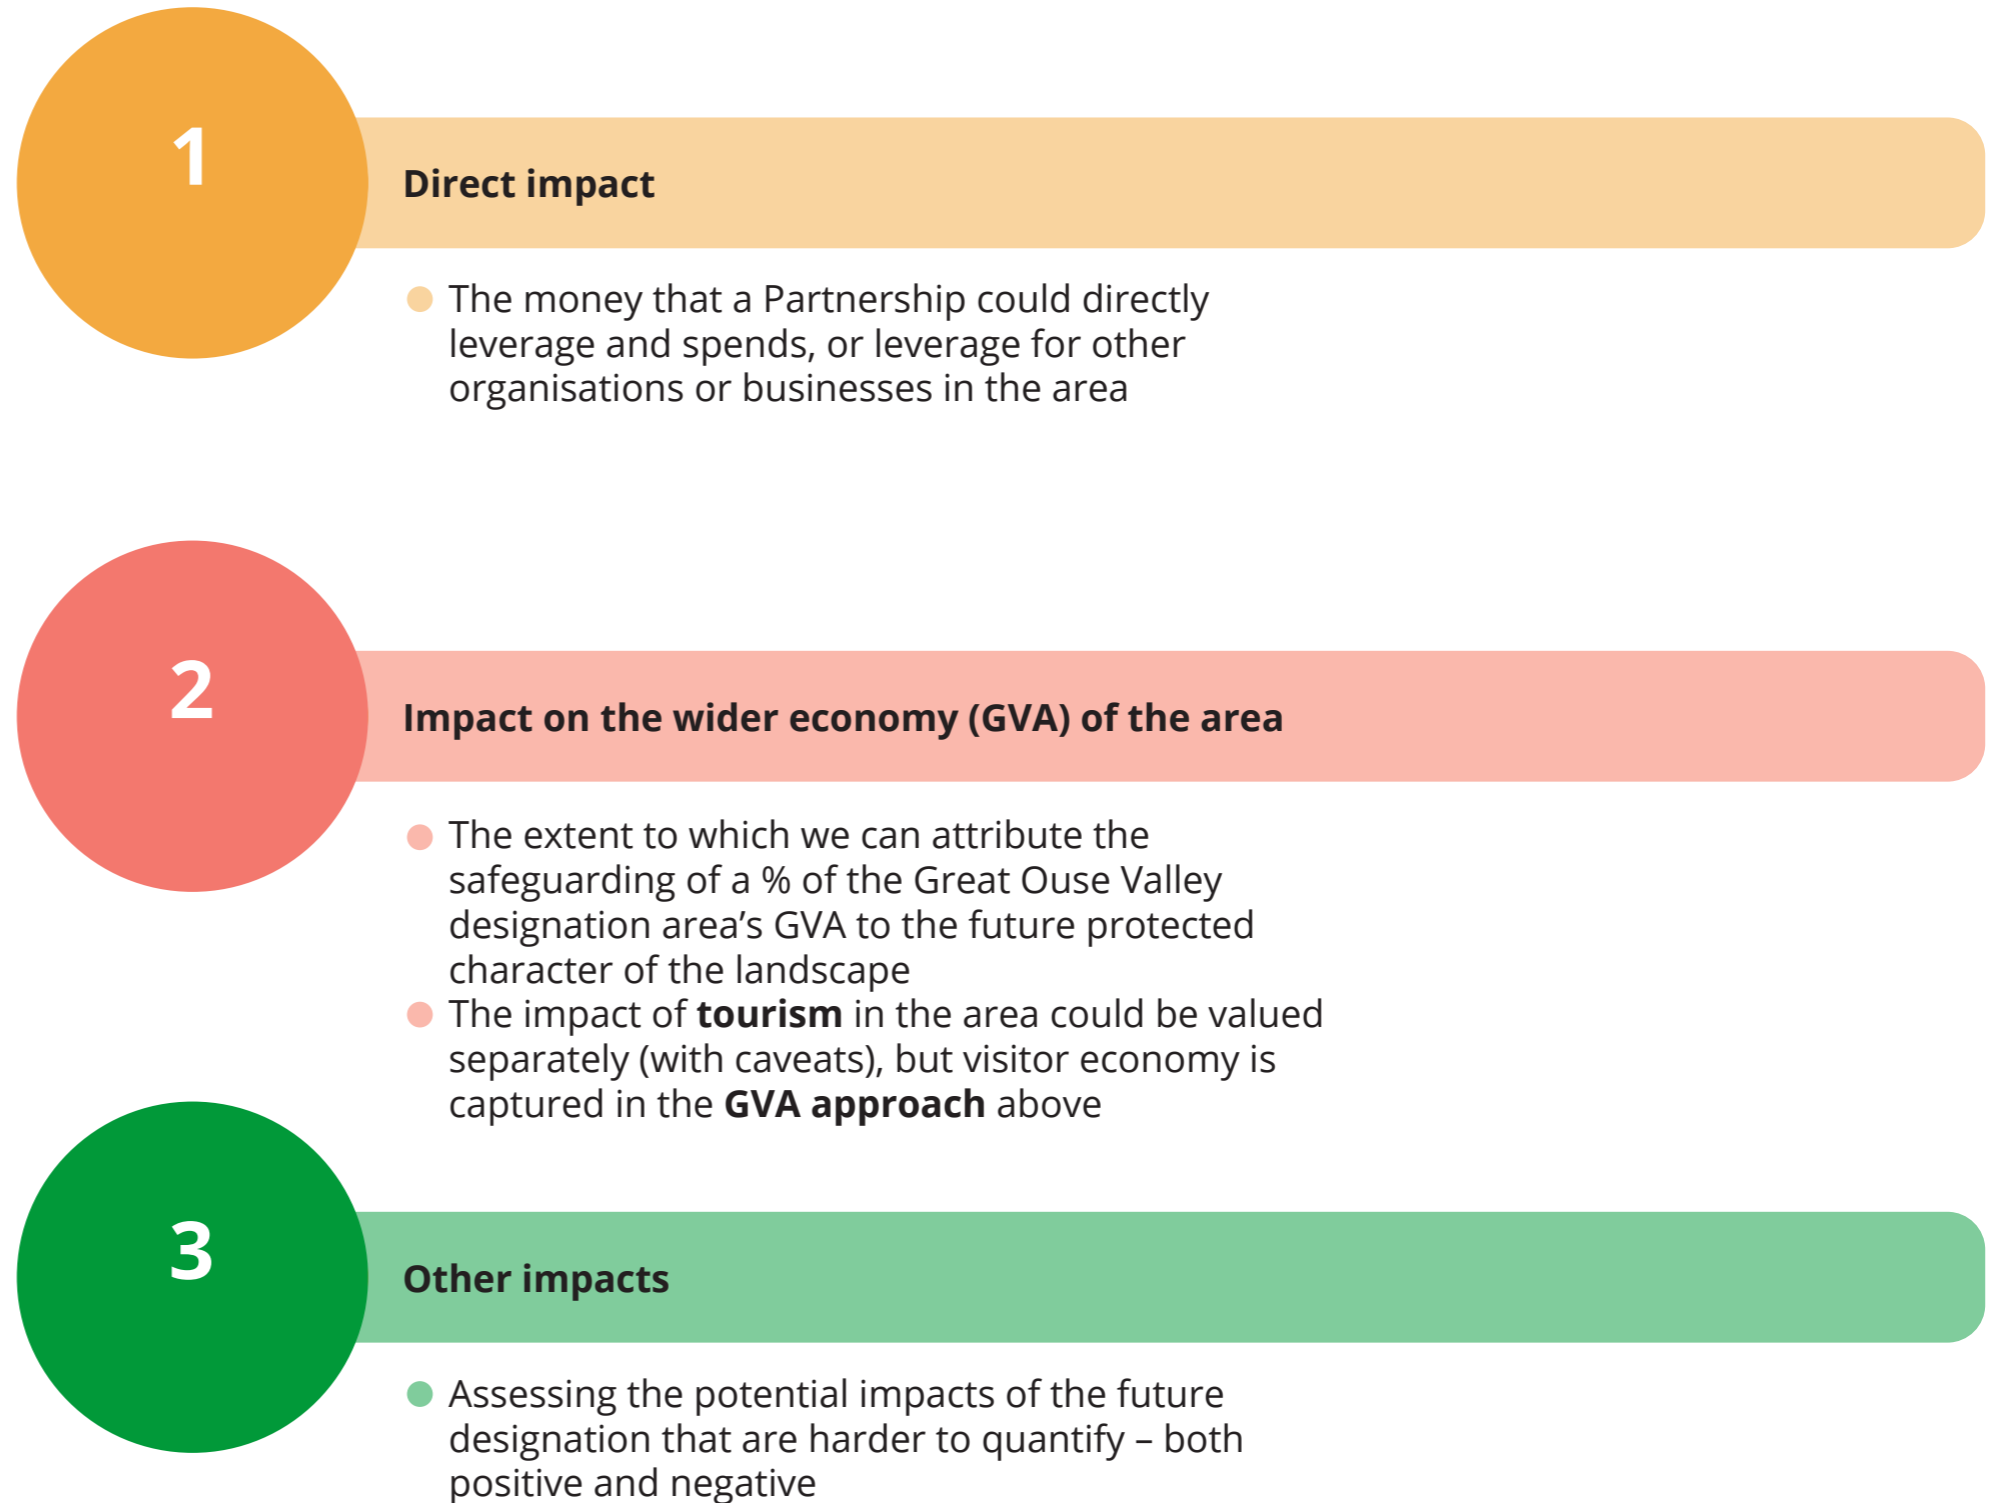 1
Direct impact
The money that a Partnership could directly
leverage and spends, or leverage for other
organisations or businesses in the area
2
Impact on the wider economy (GVA) of the area
The extent to which we can attribute the
safeguarding of a % of the Great Ouse Valley
designation area’s GVA to the future protected
character of the landscape
The impact of tourism in the area could be valued
separately (with caveats), but visitor economy is
captured in the GVA approach above
3
Other impacts
Assessing the potential impacts of the future
designation that are harder to quantify – both
positive and negative